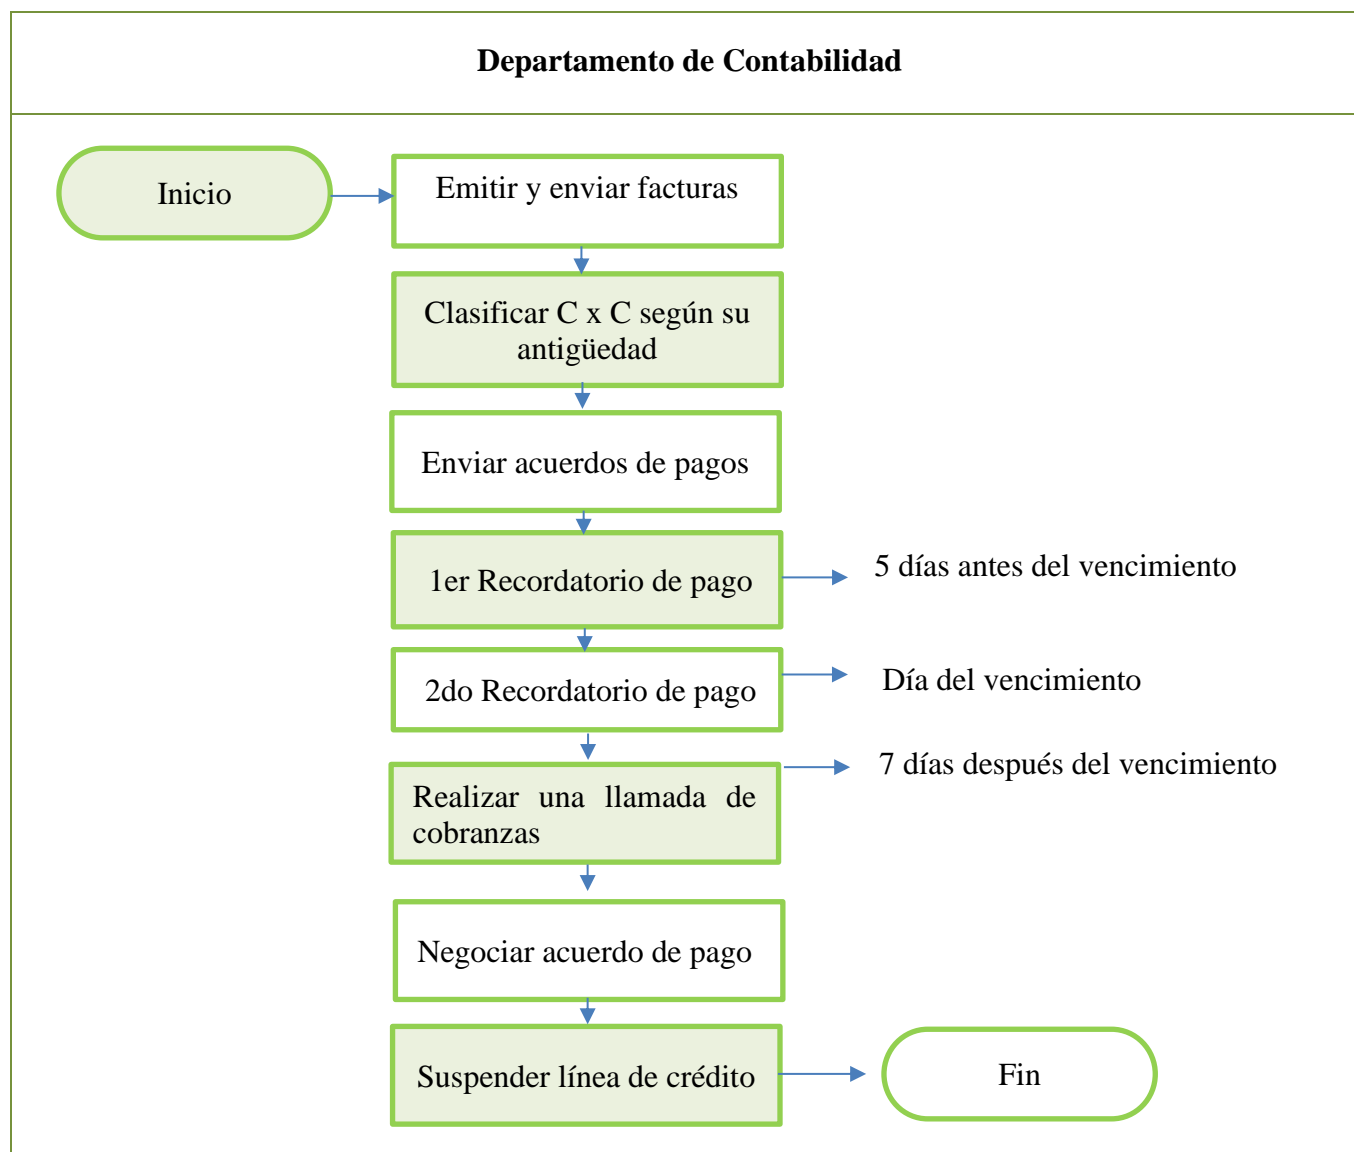 Departamento de Contabilidad
Inicio
Emitir y enviar facturas
Clasificar C x C según su
antigüedad
Enviar acuerdos de pagos
1er Recordatorio de pago
5 días antes del vencimiento
2do Recordatorio de pago
Día del vencimiento
7 días después del vencimiento
Realizar una llamada de
cobranzas
Negociar acuerdo de pago
Suspender línea de crédito
Fin